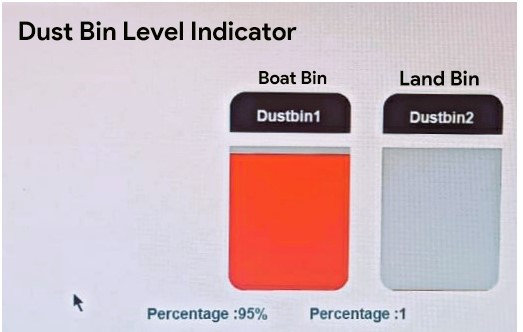 Dust Bin Level Indicator
Boat Bin Land Bin
Dustbin1 Dustbin2
Percentage :95% Percentage :1